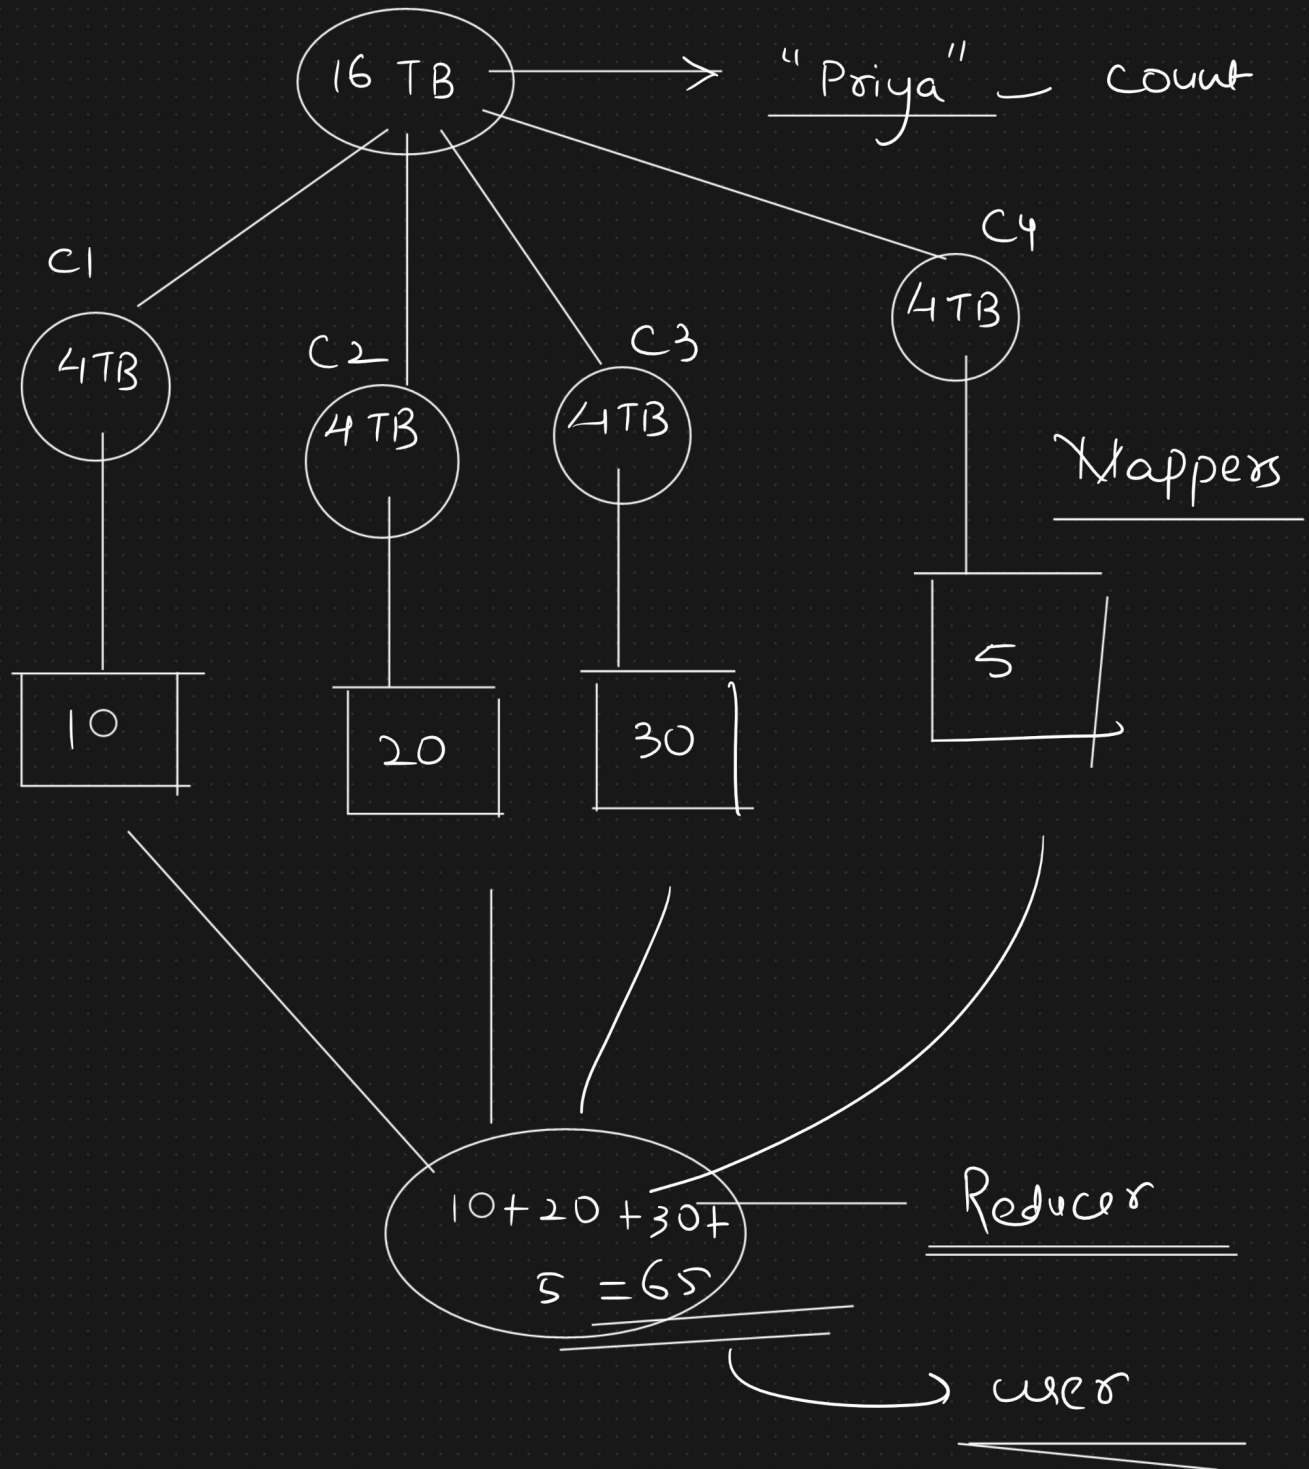 16 TB
"Priya" - count
C1
C2
C3
C4
4TB
4 TB
4TB
4TB
Mappers
10
20
30
5
10+20+30+
5 = 65
Reducer
user